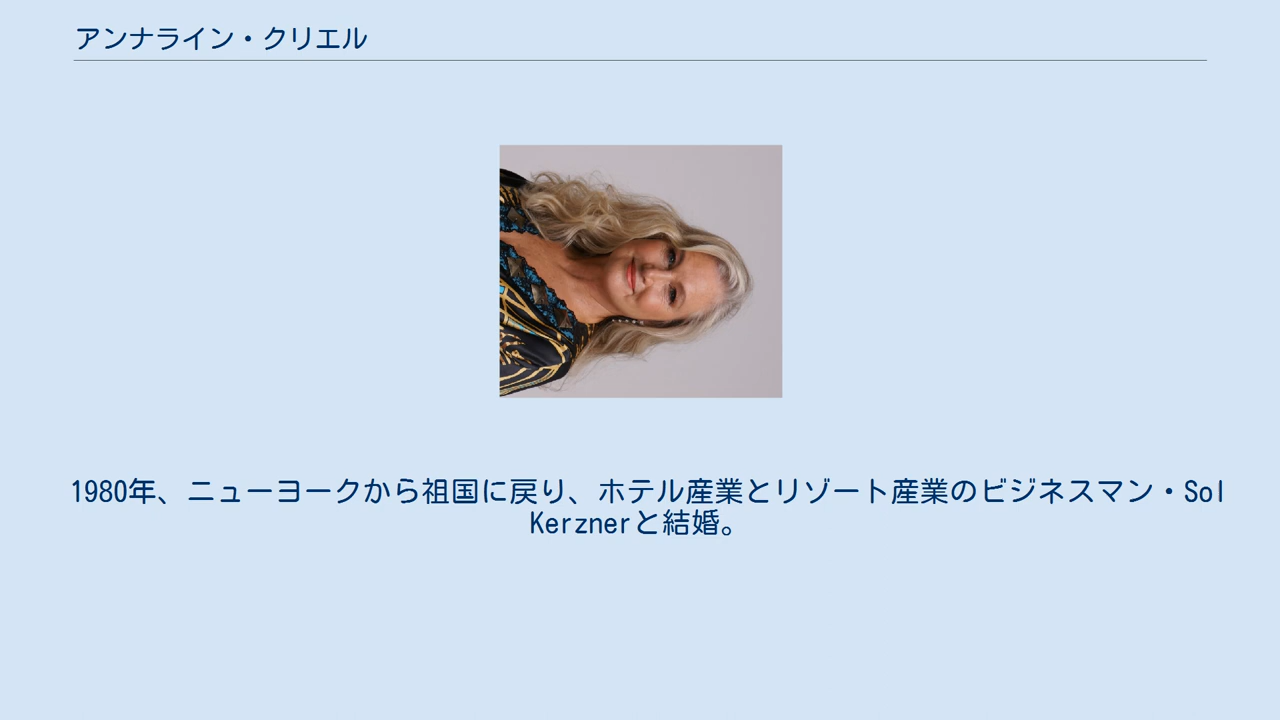 アンナライン・クリエル
1980年、ニューヨークから祖国に戻り、ホテル産業とリゾート産業のビジネスマン・Sol
Kerznerと結婚。